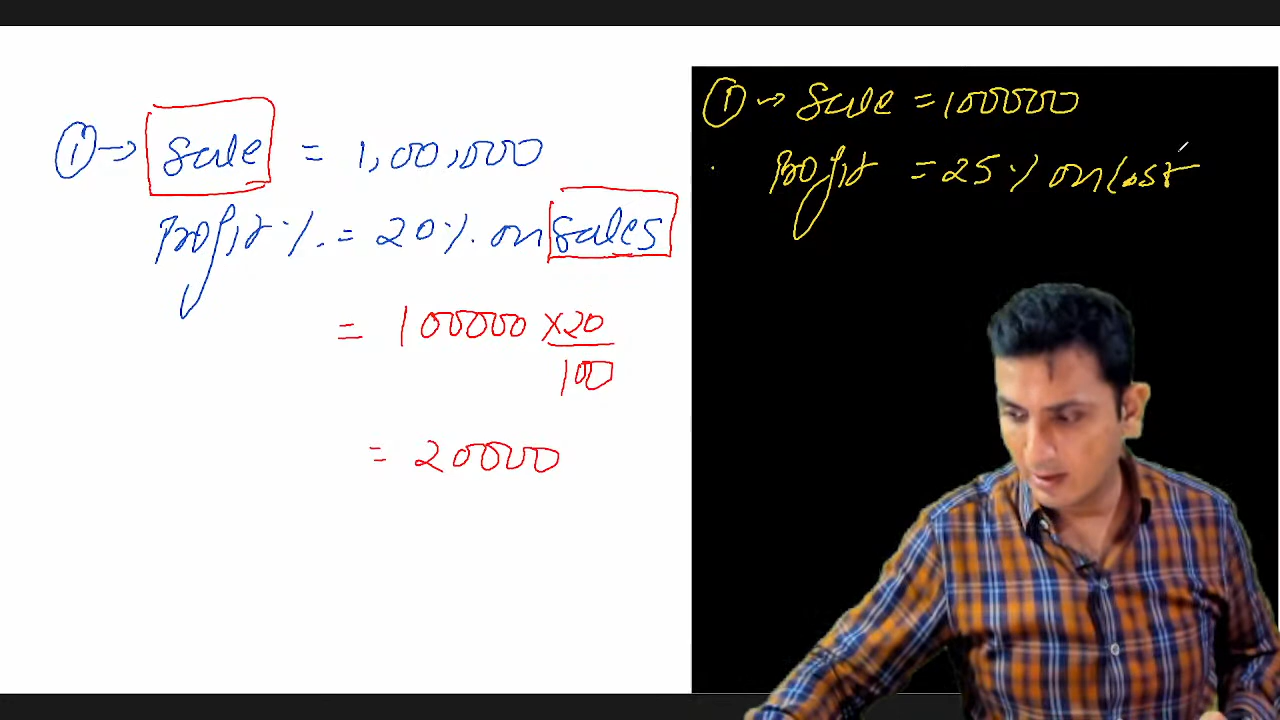 ① → Sale = 1,00,000
Profit % = 20% on sales
= 100000 × 20/100
= 20000
① → Sale = 100000
Profit = 25% on Cost